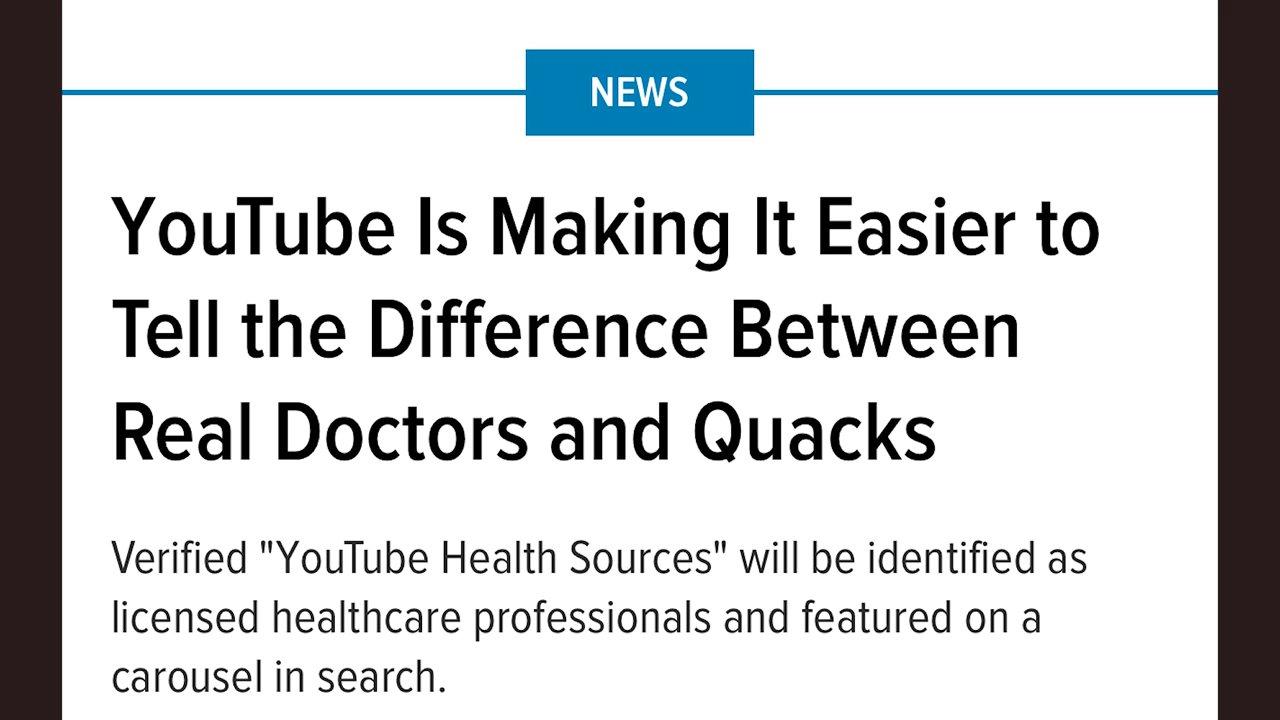 NEWS
YouTube Is Making It Easier to
Tell the Difference Between
Real Doctors and Quacks
Verified "YouTube Health Sources" will be identified as
licensed healthcare professionals and featured on a
carousel in search.